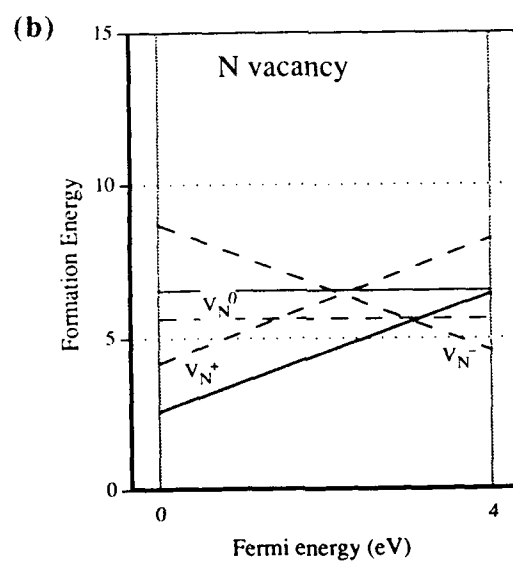 (b)
15
N vacancy
10
Formation Energy
V_N^0
5
V_N^+
V_N^-
0
0
4
Fermi energy (eV)